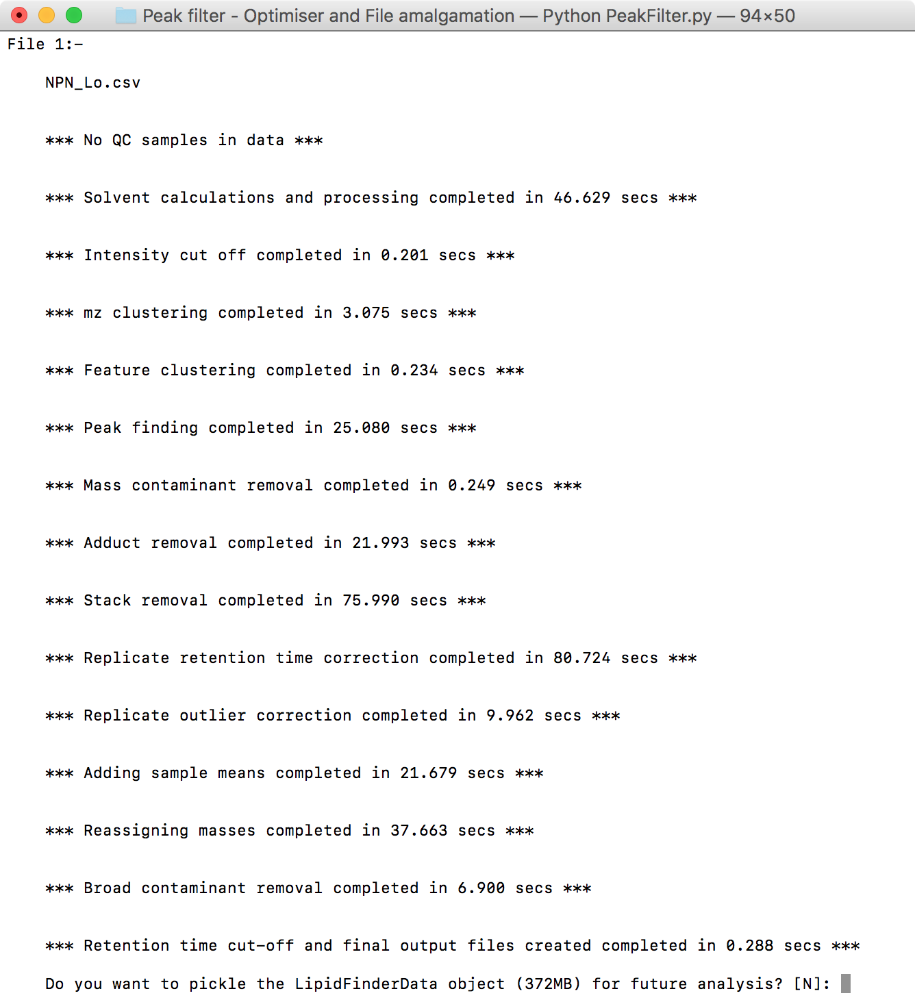 Peak filter - Optimiser and File amalgamation — Python PeakFilter.py — 94×50
File 1:-
NPN_Lo.csv
*** No QC samples in data ***
*** Solvent calculations and processing completed in 46.629 secs ***
*** Intensity cut off completed in 0.201 secs ***
*** mz clustering completed in 3.075 secs ***
*** Feature clustering completed in 0.234 secs ***
*** Peak finding completed in 25.080 secs ***
*** Mass contaminant removal completed in 0.249 secs ***
*** Adduct removal completed in 21.993 secs ***
*** Stack removal completed in 75.990 secs ***
*** Replicate retention time correction completed in 80.724 secs ***
*** Replicate outlier correction completed in 9.962 secs ***
*** Adding sample means completed in 21.679 secs ***
*** Reassigning masses completed in 37.663 secs ***
*** Broad contaminant removal completed in 6.900 secs ***
*** Retention time cut-off and final output files created completed in 0.288 secs ***
Do you want to pickle the LipidFinderData object (372MB) for future analysis? [N]: